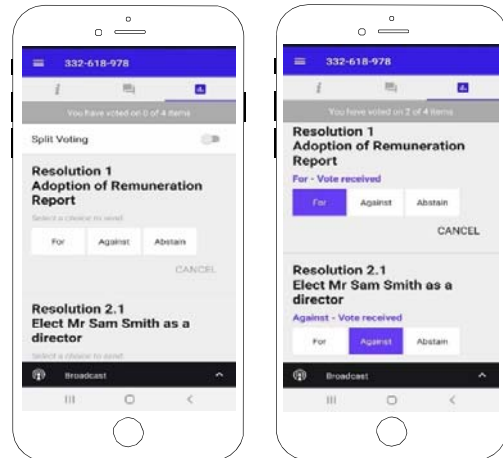 332-618-978
You have voted on 0 of 4 items
Split Voting
Resolution 1
Adoption of Remuneration
Report
Select a choice to send
For Against Abstain
CANCEL
Resolution 2.1
Elect Mr Sam Smith as a
director
Select a choice to send
Broadcast
332-618-978
You have voted on 2 of 4 items
Resolution 1
Adoption of Remuneration
Report
For - Vote received
For Against Abstain
CANCEL
Resolution 2.1
Elect Mr Sam Smith as a
director
Against - Vote received
For Against Abstain
Broadcast